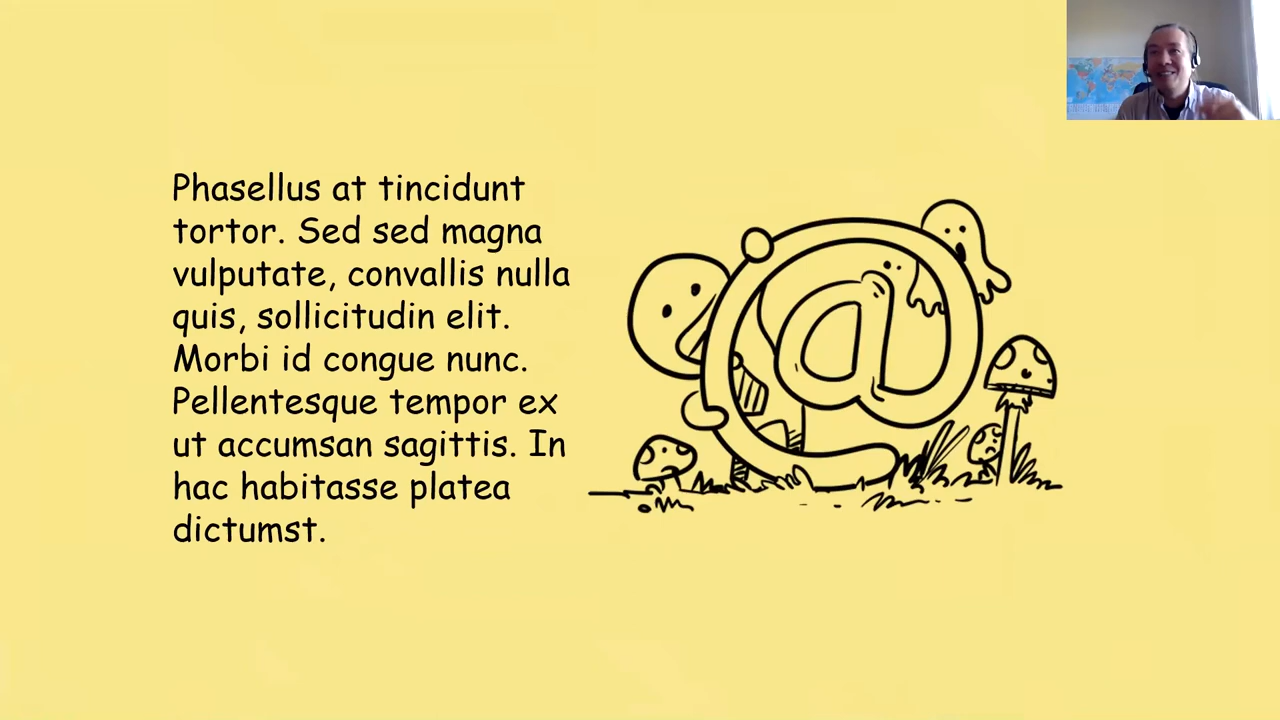 Phasellus at tincidunt
tortor. Sed sed magna
vulputate, convallis nulla
quis, sollicitudin elit.
Morbi id congue nunc.
Pellentesque tempor ex
ut accumsan sagittis. In
hac habitasse platea
dictumst.
@